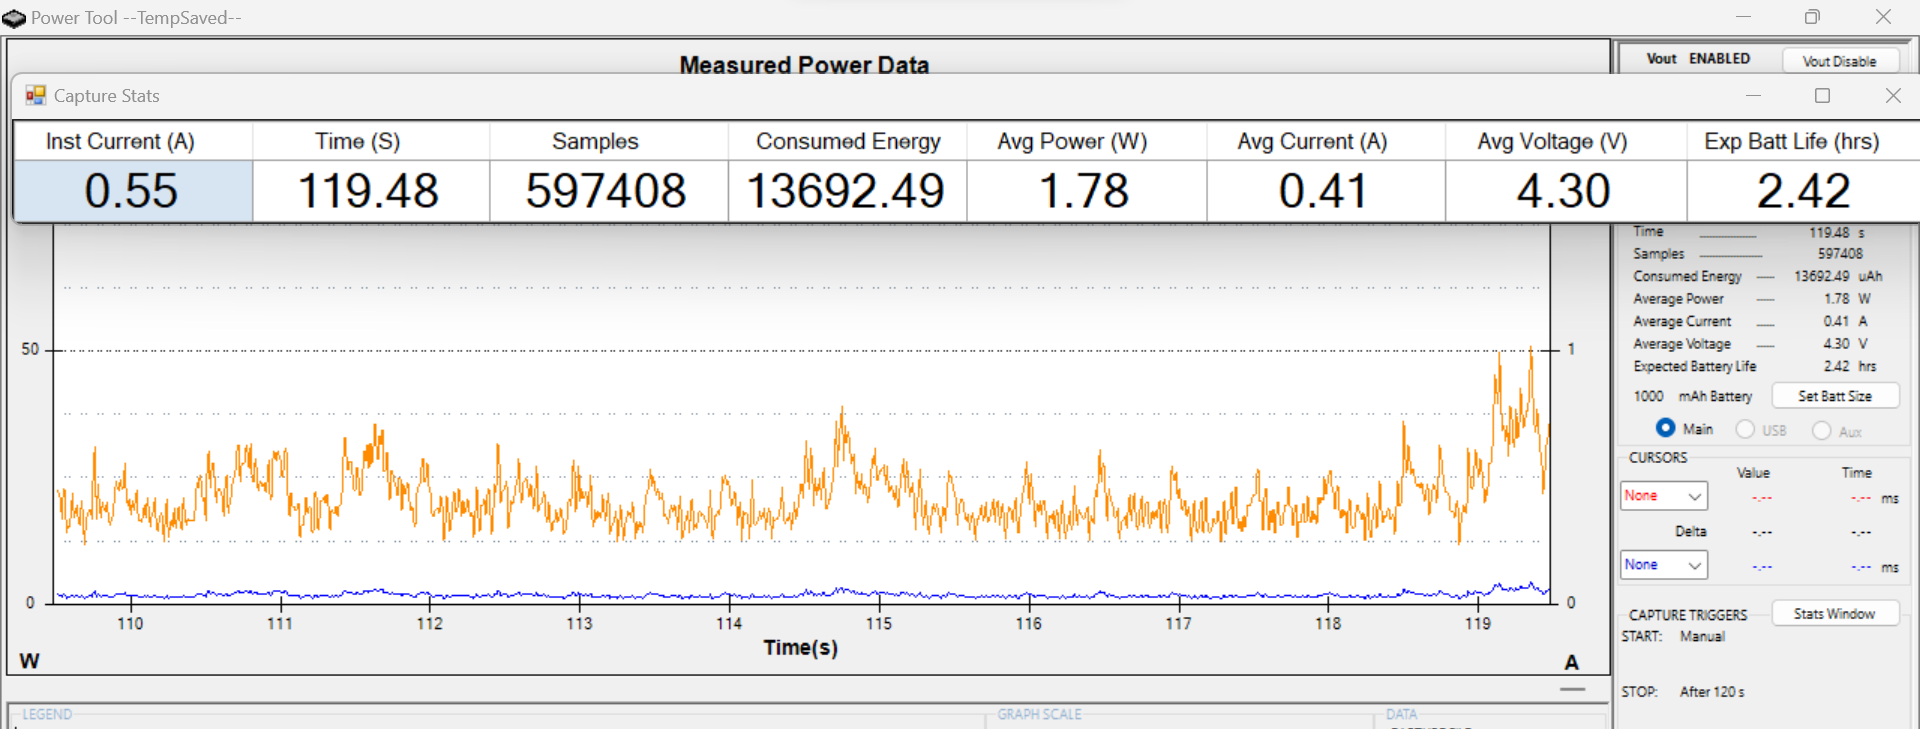 Power Tool --TempSaved--
Measured Power Data
Vout ENABLED
Vout Disable
Capture Stats
Inst Current (A) Time (S) Samples Consumed Energy Avg Power (W) Avg Current (A) Avg Voltage (V) Exp Batt Life (hrs)
0.55 119.48 597408 13692.49 1.78 0.41 4.30 2.42
Time 119.48 s
Samples 597408
Consumed Energy 13692.49 uAh
Average Power 1.78 W
Average Current 0.41 A
Average Voltage 4.30 V
Expected Battery Life 2.42 hrs
1000 mAh Battery Set Batt Size
Main USB Aux
CURSORS
Value Time
None -.-- -.-- ms
Delta -.-- -.--
None -.-- -.-- ms
CAPTURE TRIGGERS Stats Window
START: Manual
STOP: After 120 s
50 1
0 0
110 111 112 113 114 115 116 117 118 119
Time(s)
W A
LEGEND GRAPH SCALE DATA